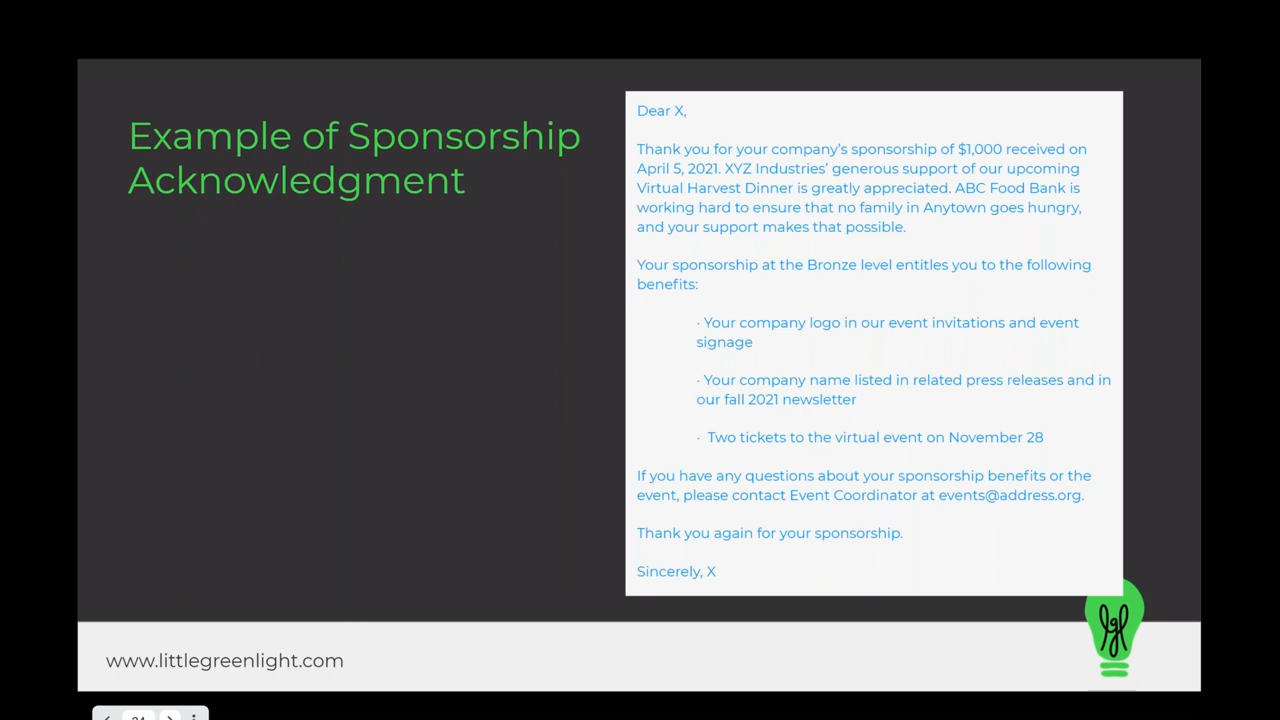 Example of Sponsorship
Acknowledgment
Dear X,
Thank you for your company's sponsorship of $1,000 received on
April 5, 2021. XYZ Industries' generous support of our upcoming
Virtual Harvest Dinner is greatly appreciated. ABC Food Bank is
working hard to ensure that no family in Anytown goes hungry,
and your support makes that possible.
Your sponsorship at the Bronze level entitles you to the following
benefits:
· Your company logo in our event invitations and event
signage
· Your company name listed in related press releases and in
our fall 2021 newsletter
· Two tickets to the virtual event on November 28
If you have any questions about your sponsorship benefits or the
event, please contact Event Coordinator at events@address.org.
Thank you again for your sponsorship.
Sincerely, X
lgl
www.littlegreenlight.com